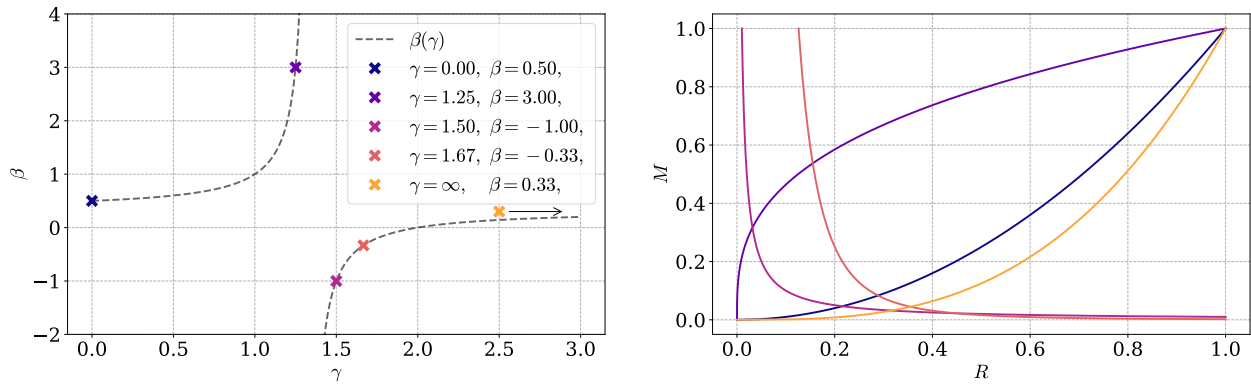 4
3
2
1
0
−1
−2
β
0.0 0.5 1.0 1.5 2.0 2.5 3.0
γ
β(γ)
γ = 0.00, β = 0.50,
γ = 1.25, β = 3.00,
γ = 1.50, β = −1.00,
γ = 1.67, β = −0.33,
γ = ∞, β = 0.33,
1.0
0.8
0.6
0.4
0.2
0.0
M
0.0 0.2 0.4 0.6 0.8 1.0
R